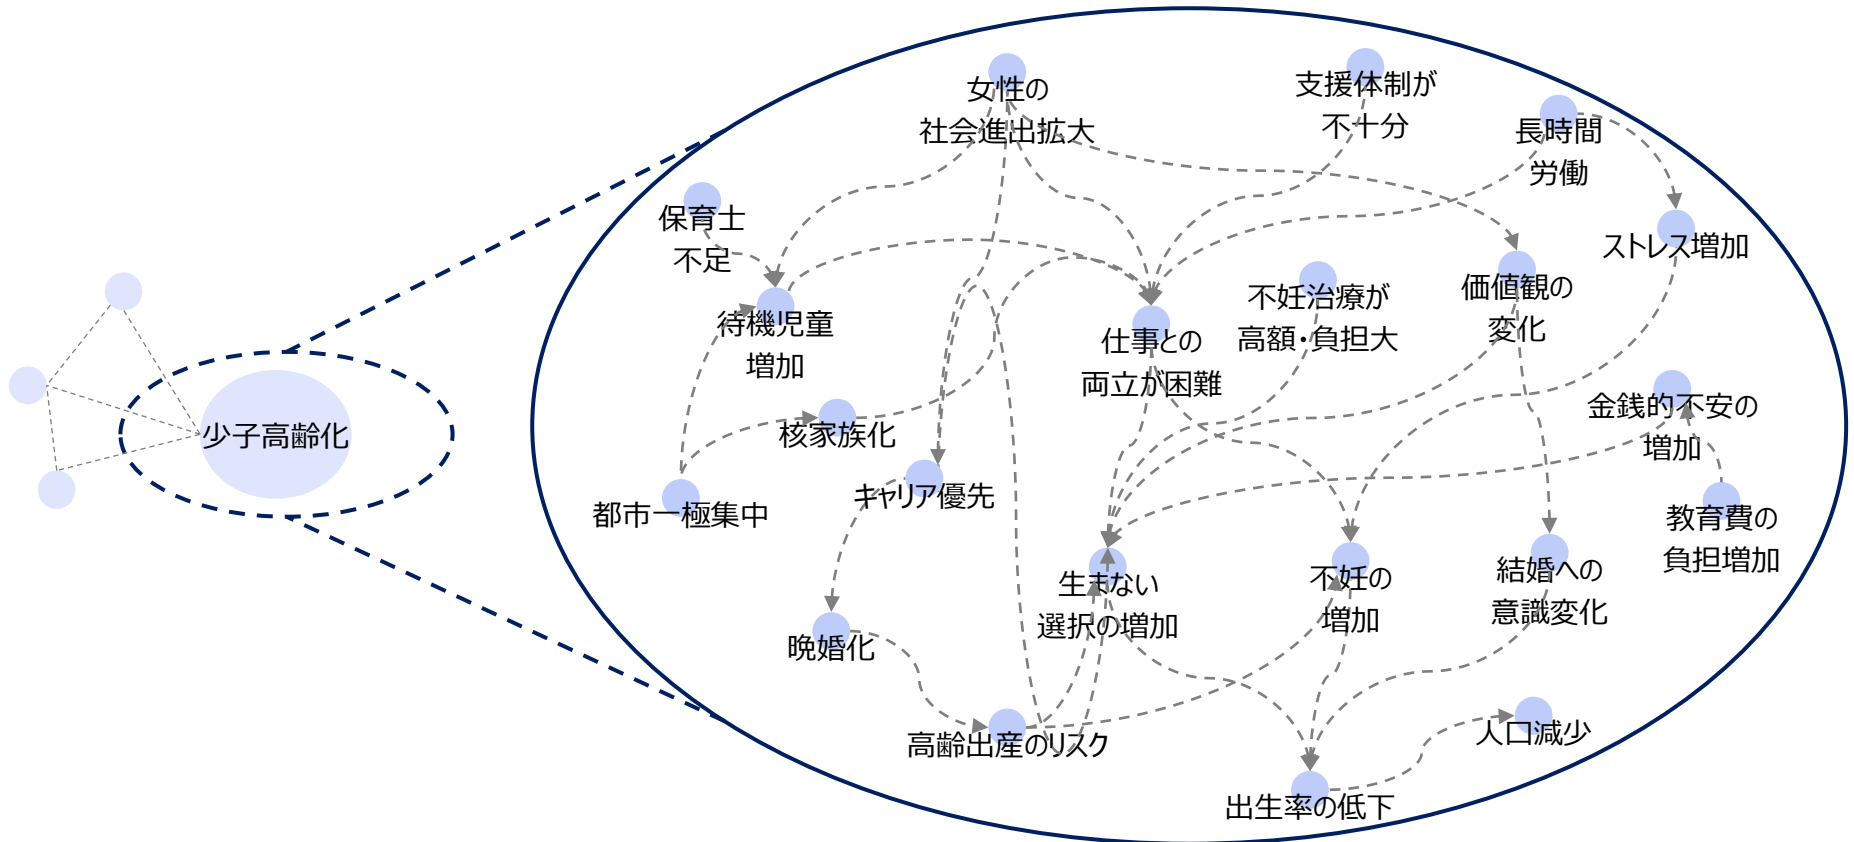 少子高齢化
女性の
社会進出拡大
支援体制が
不十分
長時間
労働
保育士
不足
ストレス増加
待機児童
増加
仕事との
両立が困難
不妊治療が
高額・負担大
価値観の
変化
核家族化
金銭的不安の
増加
都市一極集中
キャリア優先
教育費の
負担増加
生まない
選択の増加
不妊の
増加
結婚への
意識変化
晩婚化
高齢出産のリスク
人口減少
出生率の低下